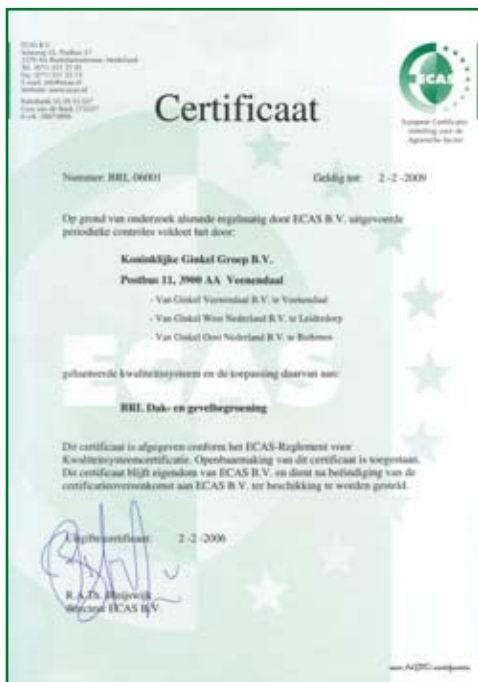 ECAS B.V.
Certificaat
ECAS
Nummer: BRL 06001
Geldig tot: 2-2-2009
Op grond van onderzoek alsmede regelmatig door ECAS B.V. uitgevoerde
periodieke controles voldoet het door:
Koninklijke Ginkel Groep B.V.
Postbus 11, 3900 AA Veenendaal
- Van Ginkel Veenendaal B.V. te Veenendaal
- Van Ginkel West Nederland B.V. te Leiderdorp
- Van Ginkel Oost Nederland B.V. te Bathmen
ECAS
gehanteerde kwaliteitssysteem en de toepassing daarvan aan:
BRL Dak- en gevelbegroening
Dit certificaat is afgegeven conform het ECAS-Reglement voor
Kwaliteitsysteemcertificatie. Openbaarmaking van dit certificaat is toegestaan.
Dit certificaat blijft eigendom van ECAS B.V. en dient na beëindiging van de
certificatieovereenkomst aan ECAS B.V. ter beschikking te worden gesteld.
Uitgifte certificaat: 2-2-2006
directeur ECAS B.V.